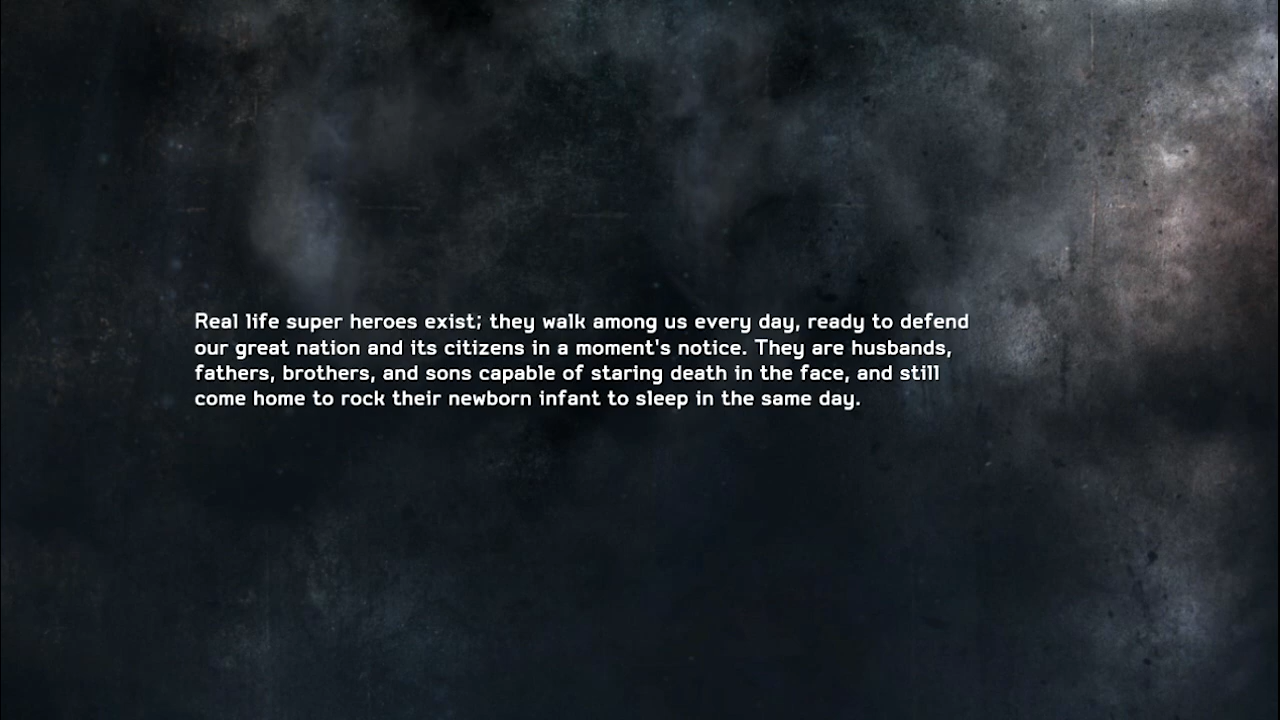 Real life super heroes exist; they walk among us every day, ready to defend
our great nation and its citizens in a moment's notice. They are husbands,
fathers, brothers, and sons capable of staring death in the face, and still
come home to rock their newborn infant to sleep in the same day.